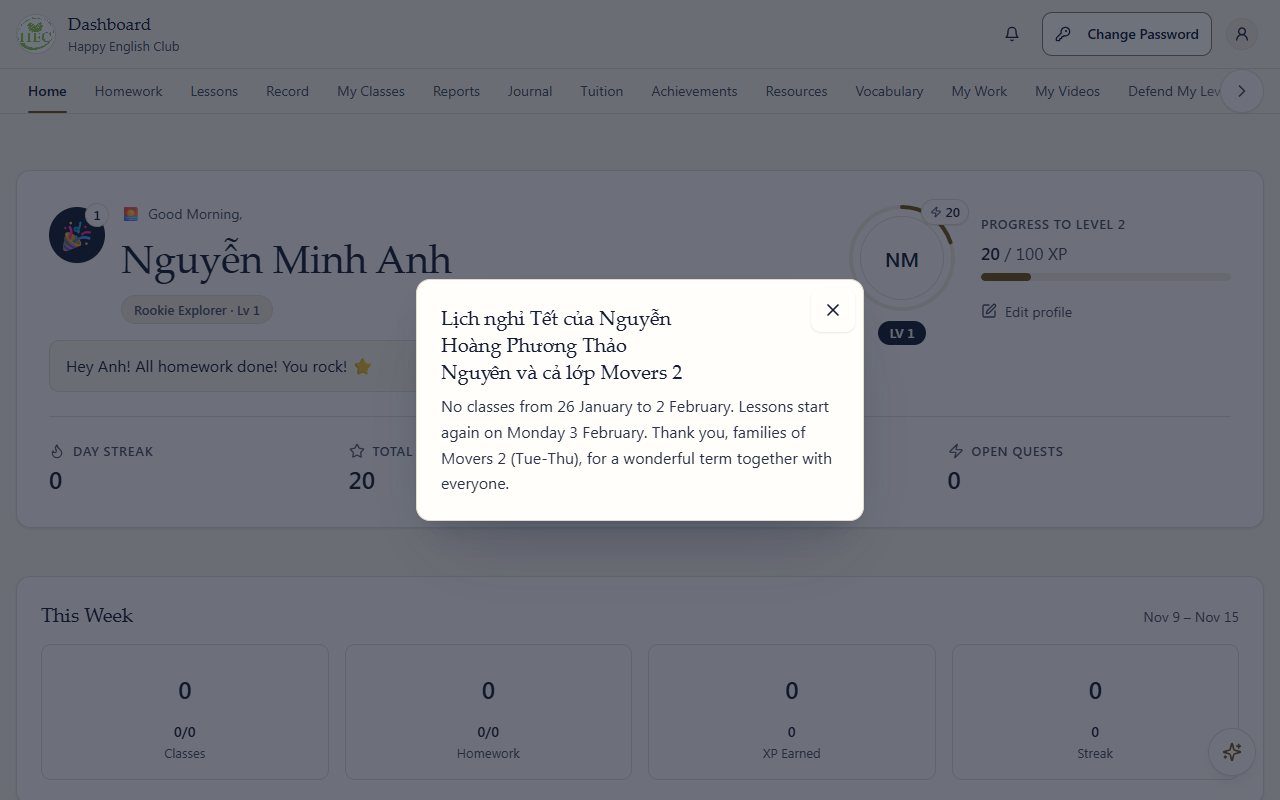 HEC
Dashboard
Happy English Club
Change Password
Home
Homework
Lessons
Record
My Classes
Reports
Journal
Tuition
Achievements
Resources
Vocabulary
My Work
My Videos
Defend My Lev
1
Good Morning,
Nguyễn Minh Anh
Rookie Explorer · Lv 1
Hey Anh! All homework done! You rock! ⭐
20
NM
LV 1
PROGRESS TO LEVEL 2
20 / 100 XP
Edit profile
Lịch nghỉ Tết của Nguyễn
Hoàng Phương Thảo
Nguyên và cả lớp Movers 2
No classes from 26 January to 2 February. Lessons start
again on Monday 3 February. Thank you, families of
Movers 2 (Tue-Thu), for a wonderful term together with
everyone.
DAY STREAK
0
TOTAL
20
OPEN QUESTS
0
This Week
Nov 9 – Nov 15
0
0/0
Classes
0
0/0
Homework
0
0
XP Earned
0
0
Streak